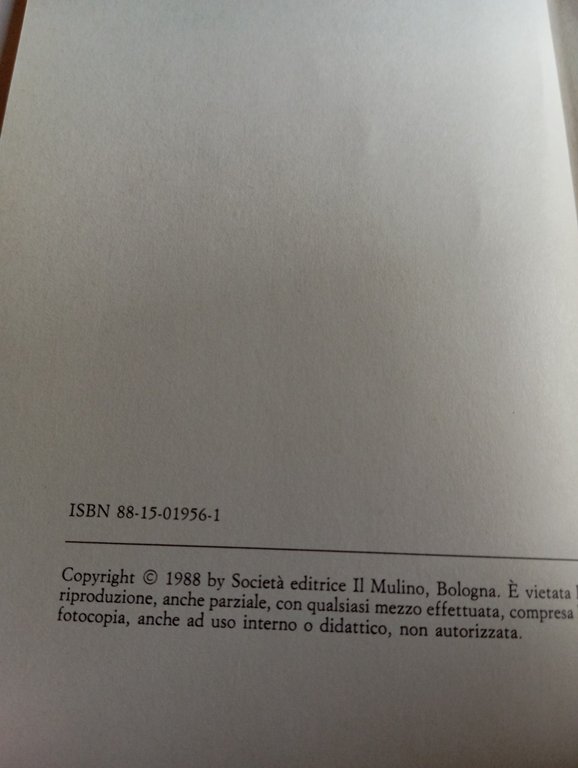 ISBN 88-15-01956-1
Copyright © 1988 by Società editrice Il Mulino, Bologna. È vietata
riproduzione, anche parziale, con qualsiasi mezzo effettuata, compresa
fotocopia, anche ad uso interno o didattico, non autorizzata.